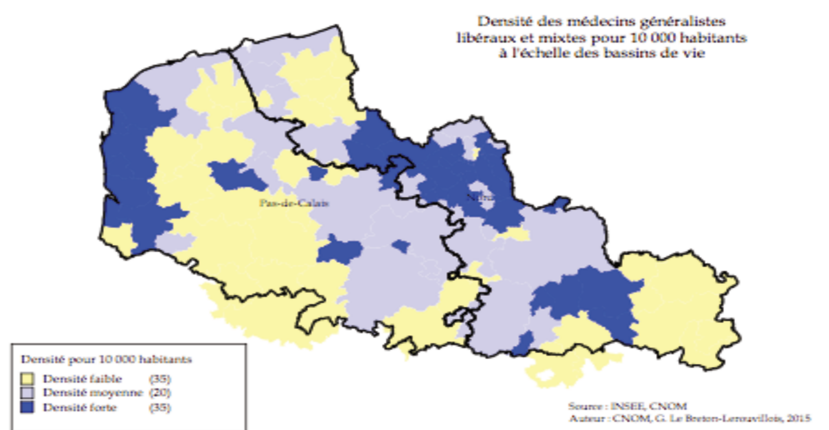 Densité des médecins généralistes
libéraux et mixtes pour 10 000 habitants
à l'échelle des bassins de vie
Pas-de-Calais
Nord
Densité pour 10 000 habitants
Densité faible (35)
Densité moyenne (20)
Densité forte (35)
Source : INSEE, CNOM
Auteur : CNOM, G. Le Breton-Lerouvillois, 2015